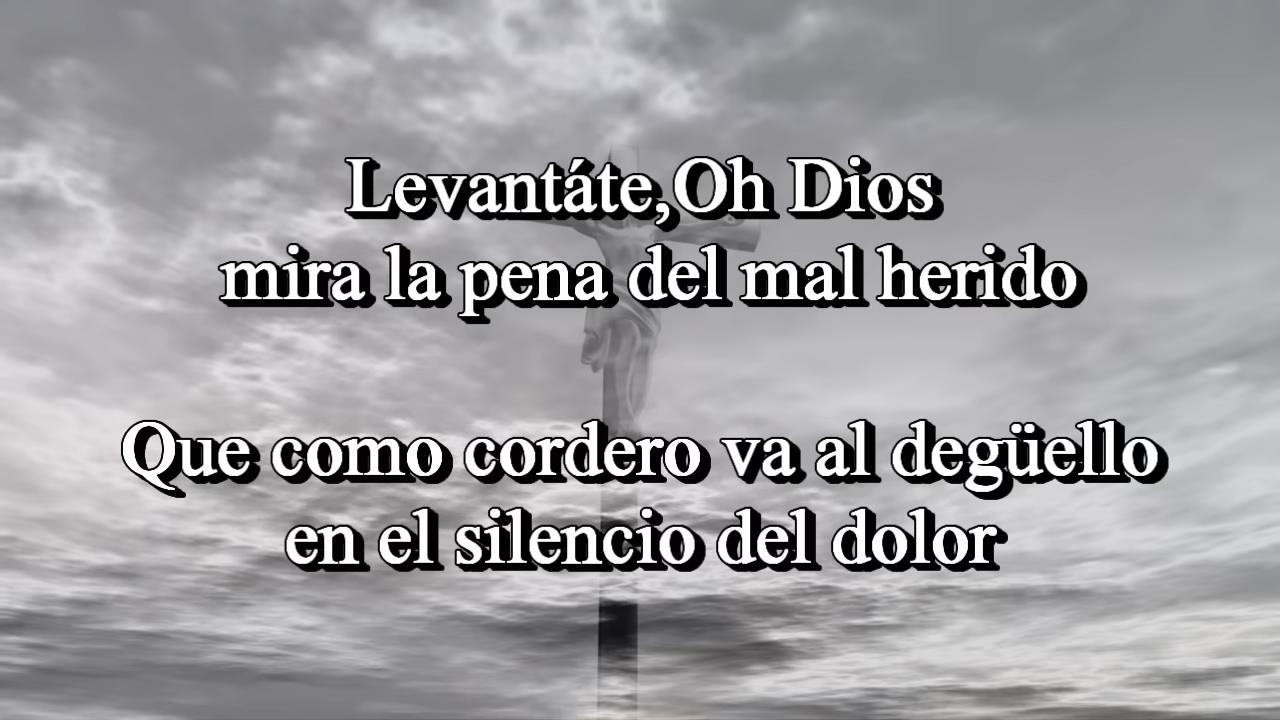 Levantáte,Oh Dios
mira la pena del mal herido
Que como cordero va al degüello
en el silencio del dolor